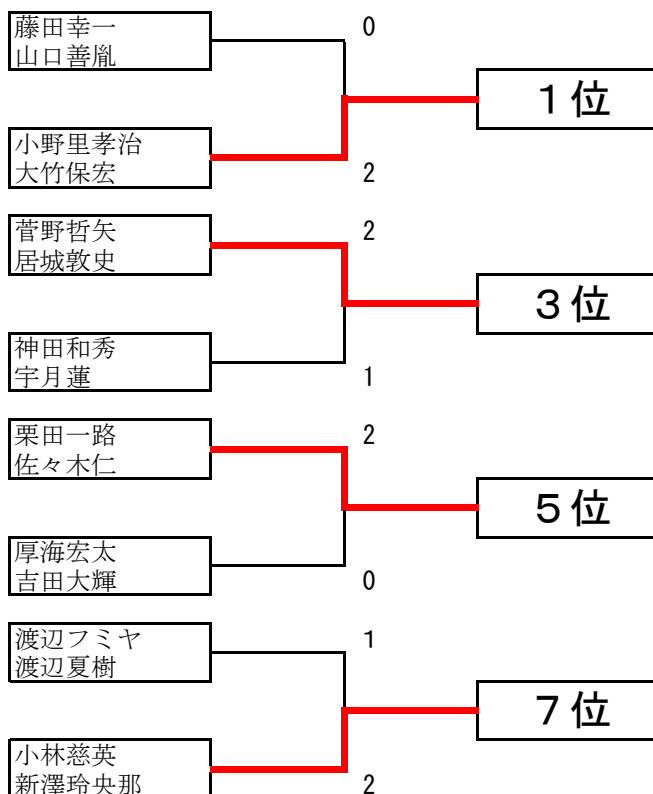 藤田幸一
山口善胤
0
1位
小野里孝治
大竹保宏
2
菅野哲矢
居城敦史
2
3位
神田和秀
宇月蓮
1
栗田一路
佐々木仁
2
5位
厚海宏太
吉田大輝
0
渡辺フミヤ
渡辺夏樹
1
7位
小林慈英
新澤玲央那
2